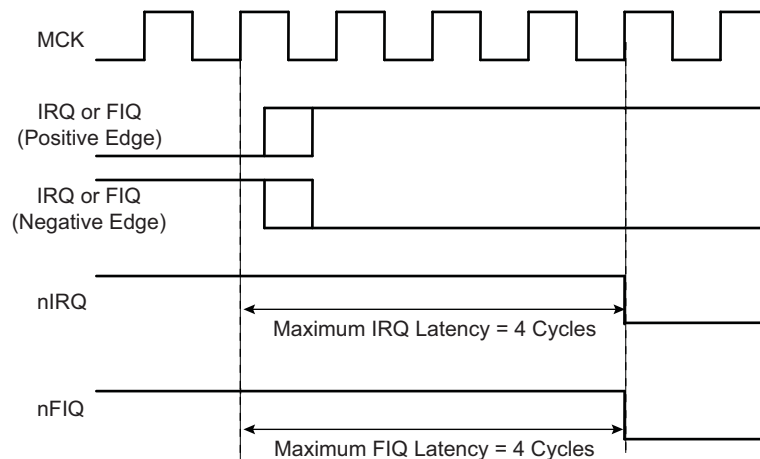 MCK
IRQ or FIQ
(Positive Edge)
IRQ or FIQ
(Negative Edge)
nIRQ
Maximum IRQ Latency = 4 Cycles
nFIQ
Maximum FIQ Latency = 4 Cycles